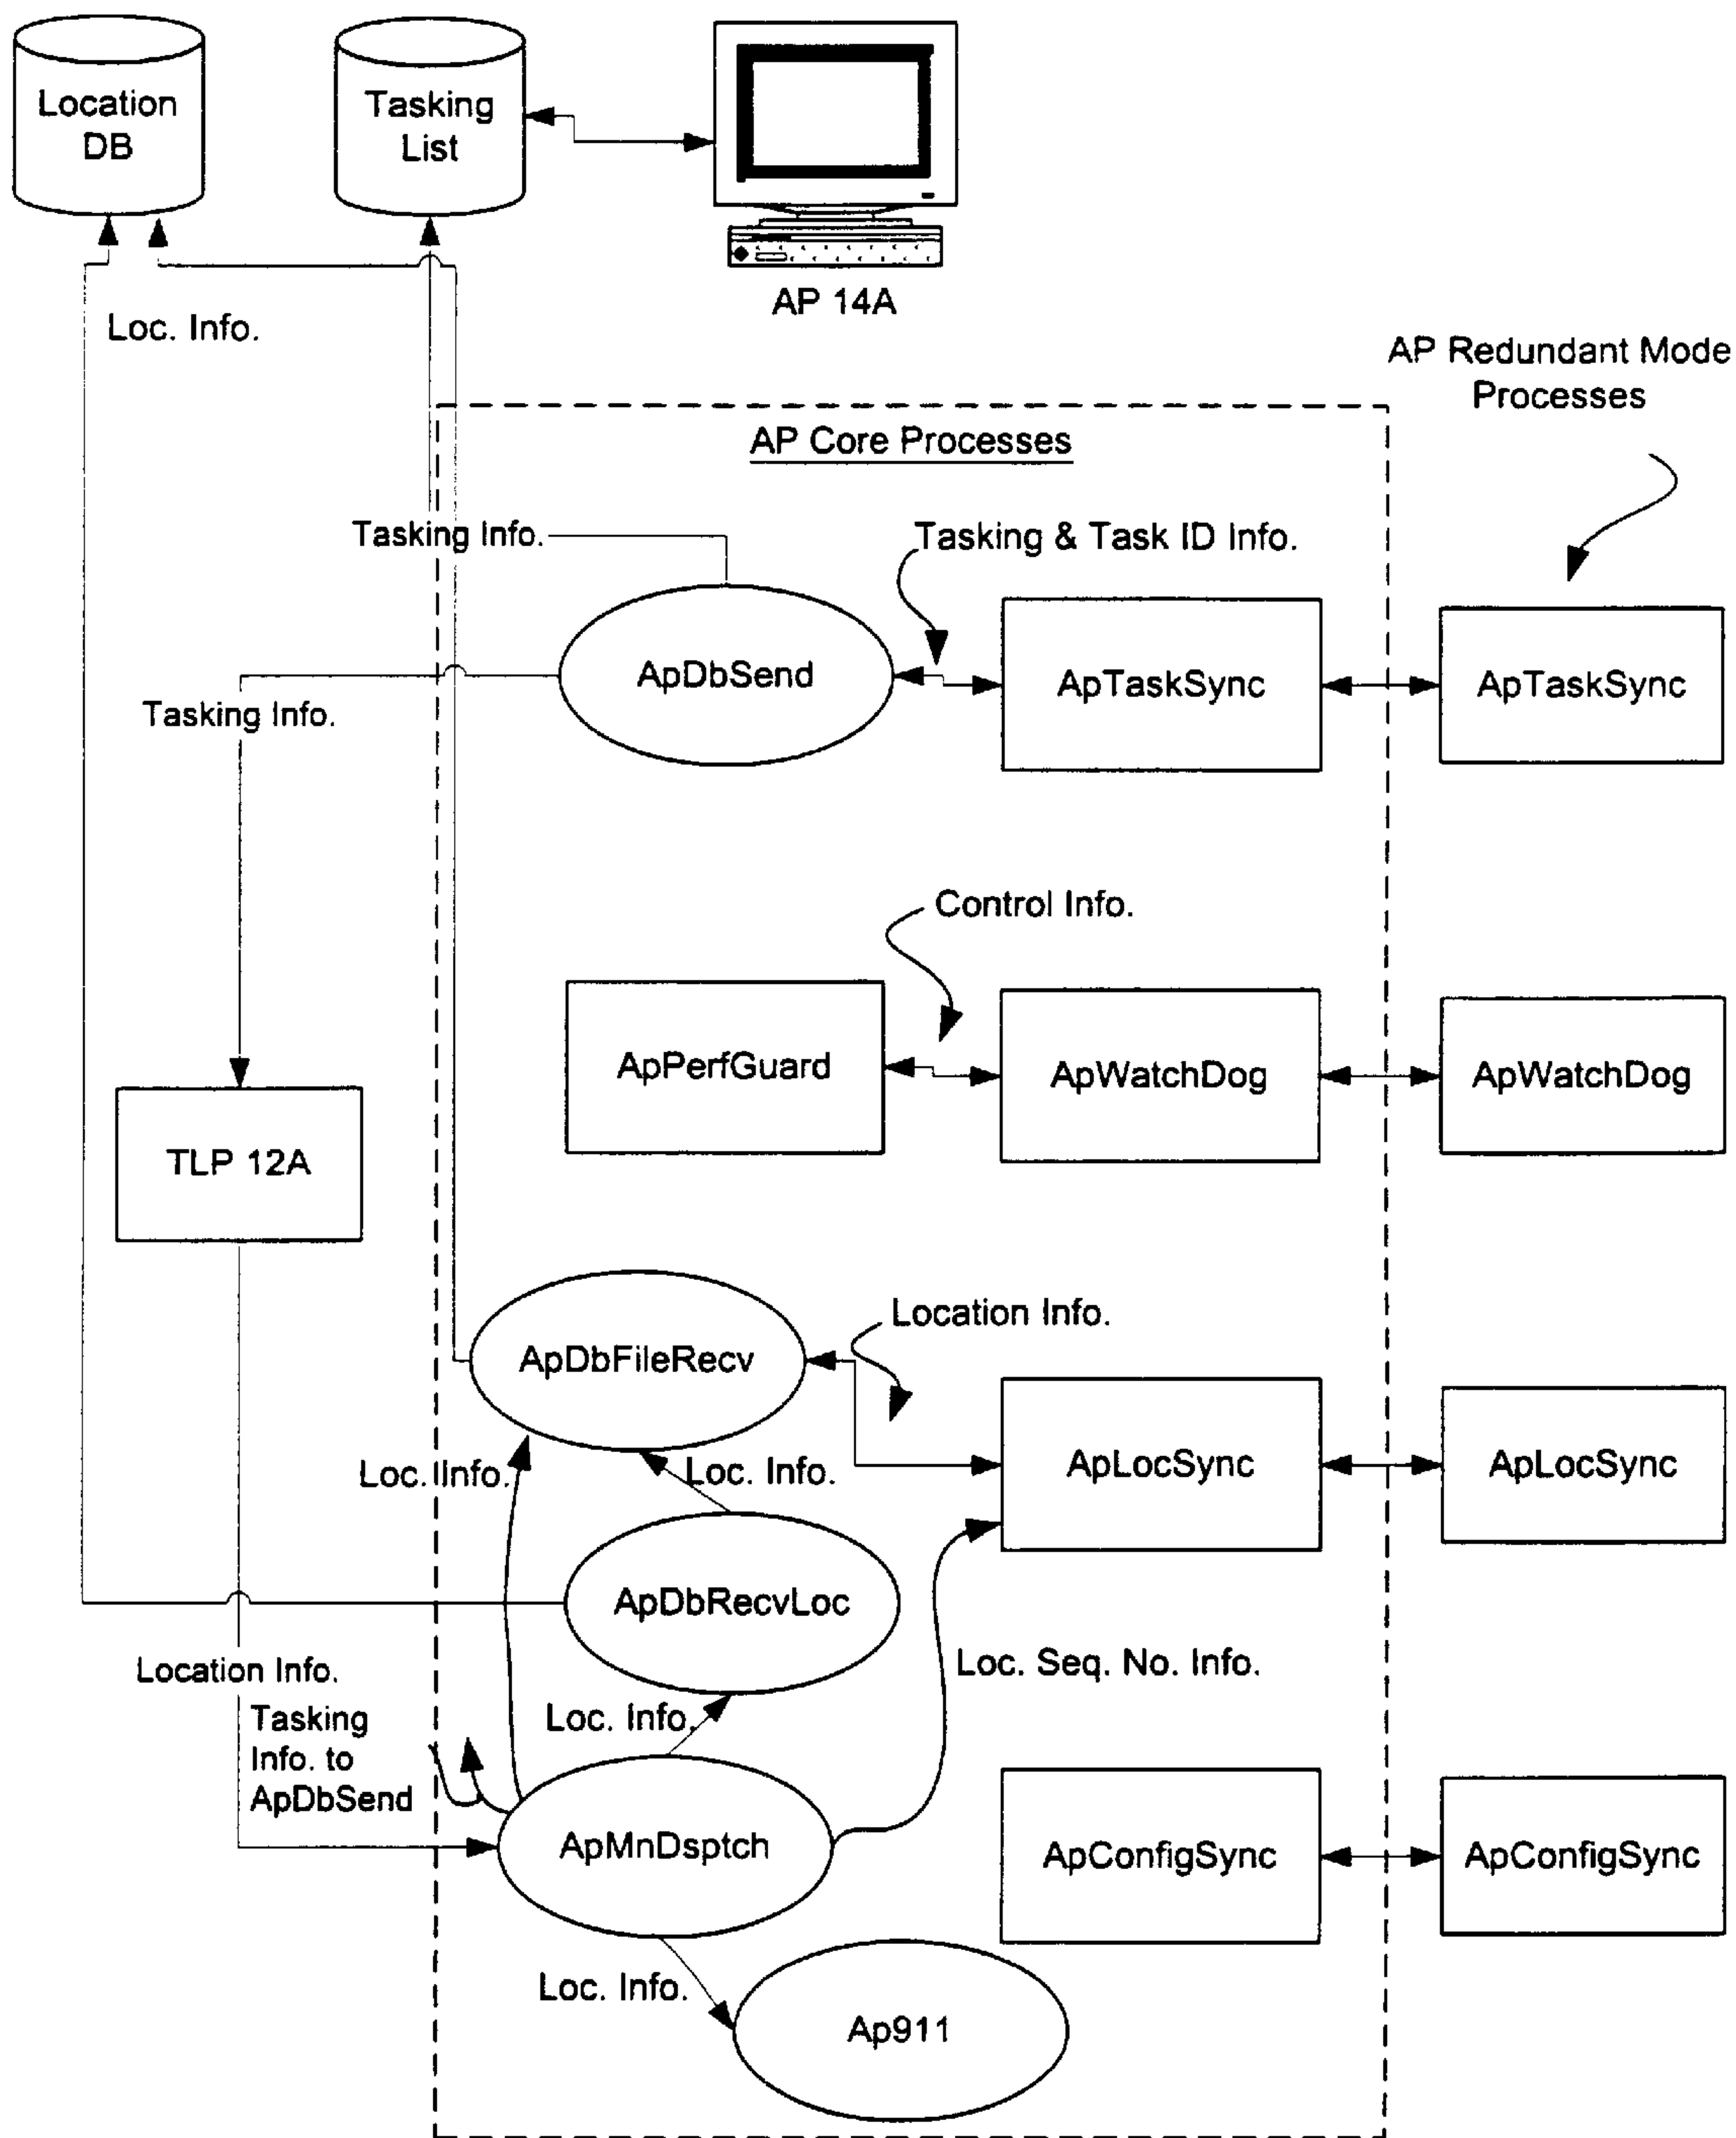 Location
DB
Tasking
List
AP 14A
Loc. Info.
AP Redundant Mode
Processes
AP Core Processes
Tasking Info.
Tasking & Task ID Info.
ApDbSend
ApTaskSync
ApTaskSync
Tasking Info.
Control Info.
ApPerfGuard
ApWatchDog
ApWatchDog
TLP 12A
Location Info.
ApDbFileRecv
Loc. Info.
Loc. Info.
ApLocSync
ApLocSync
ApDbRecvLoc
Location Info.
Loc. Seq. No. Info.
Tasking
Info. to
ApDbSend
Loc. Info.
ApMnDsptch
ApConfigSync
ApConfigSync
Loc. Info.
Ap911